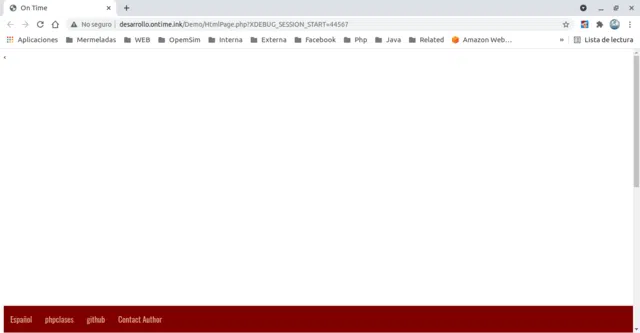 On Time
No seguro desarrollo.ontime.ink/Demo/HtmlPage.php?XDEBUG_SESSION_START=44567
Aplicaciones Mermeladas WEB OpenSim Interna Externa Facebook Php Java Related Amazon Web… » Lista de lectura
Español phpclases github Contact Author